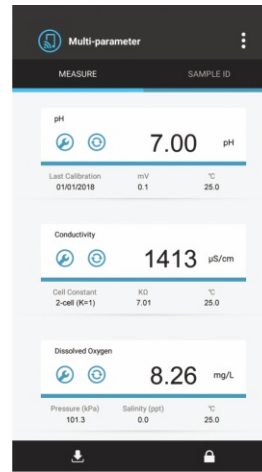 Multi-parameter
MEASURE SAMPLE ID
pH
7.00 pH
Last Calibration mV °C
01/01/2018 0.1 25.0
Conductivity
1413 µS/cm
Cell Constant KΩ °C
2-cell (K=1) 7.01 25.0
Dissolved Oxygen
8.26 mg/L
Pressure (kPa) Salinity (ppt) °C
101.3 0.0 25.0